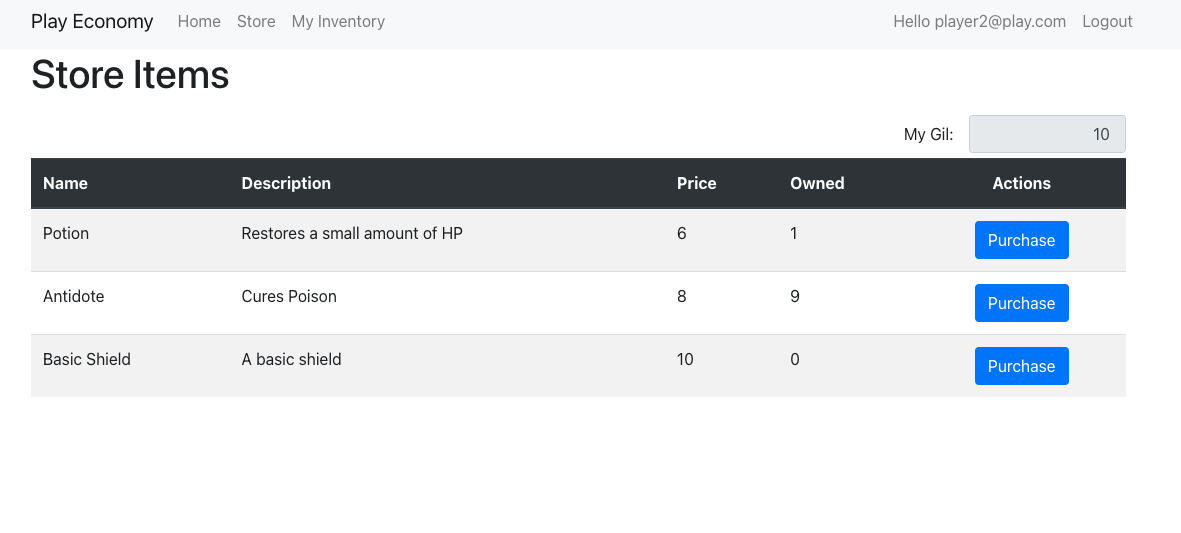 Play Economy Home Store My Inventory Hello player2@play.com Logout
Store Items
My Gil: 10
Name Description Price Owned Actions
Potion Restores a small amount of HP 6 1 Purchase
Antidote Cures Poison 8 9 Purchase
Basic Shield A basic shield 10 0 Purchase